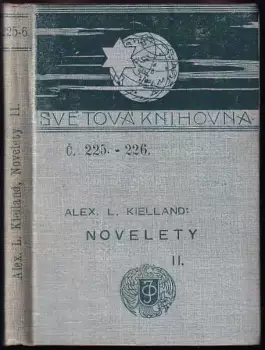 225-6
Alex. L. Kielland, Novelety II.
SVĚTOVÁ KNIHOVNA
Č. 225. - 226.
ALEX. L. KIELLAND:
NOVELETY
II.